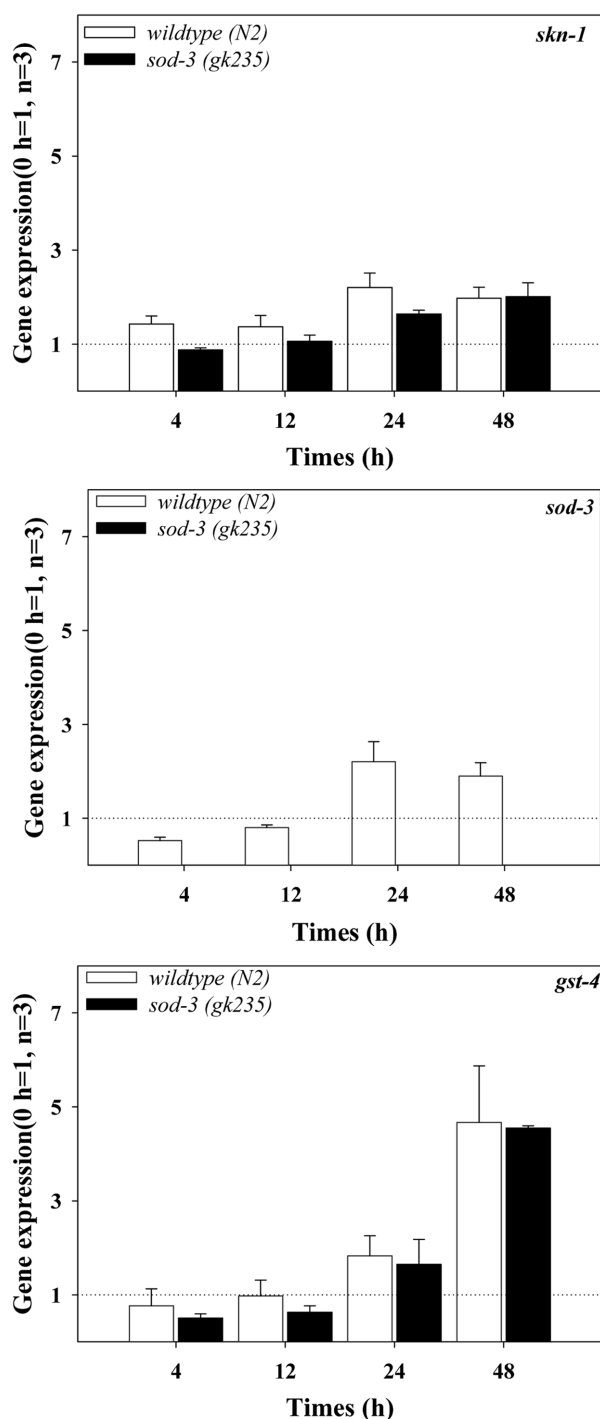 wildtype (N2)
skn-1
sod-3 (gk235)
7
5
3
1
Gene expression(0 h=1, n=3)
4 12 24 48
Times (h)
wildtype (N2)
sod-3
sod-3 (gk235)
7
5
3
1
Gene expression(0 h=1, n=3)
4 12 24 48
Times (h)
wildtype (N2)
gst-4
sod-3 (gk235)
7
5
3
1
Gene expression(0 h=1, n=3)
4 12 24 48
Times (h)